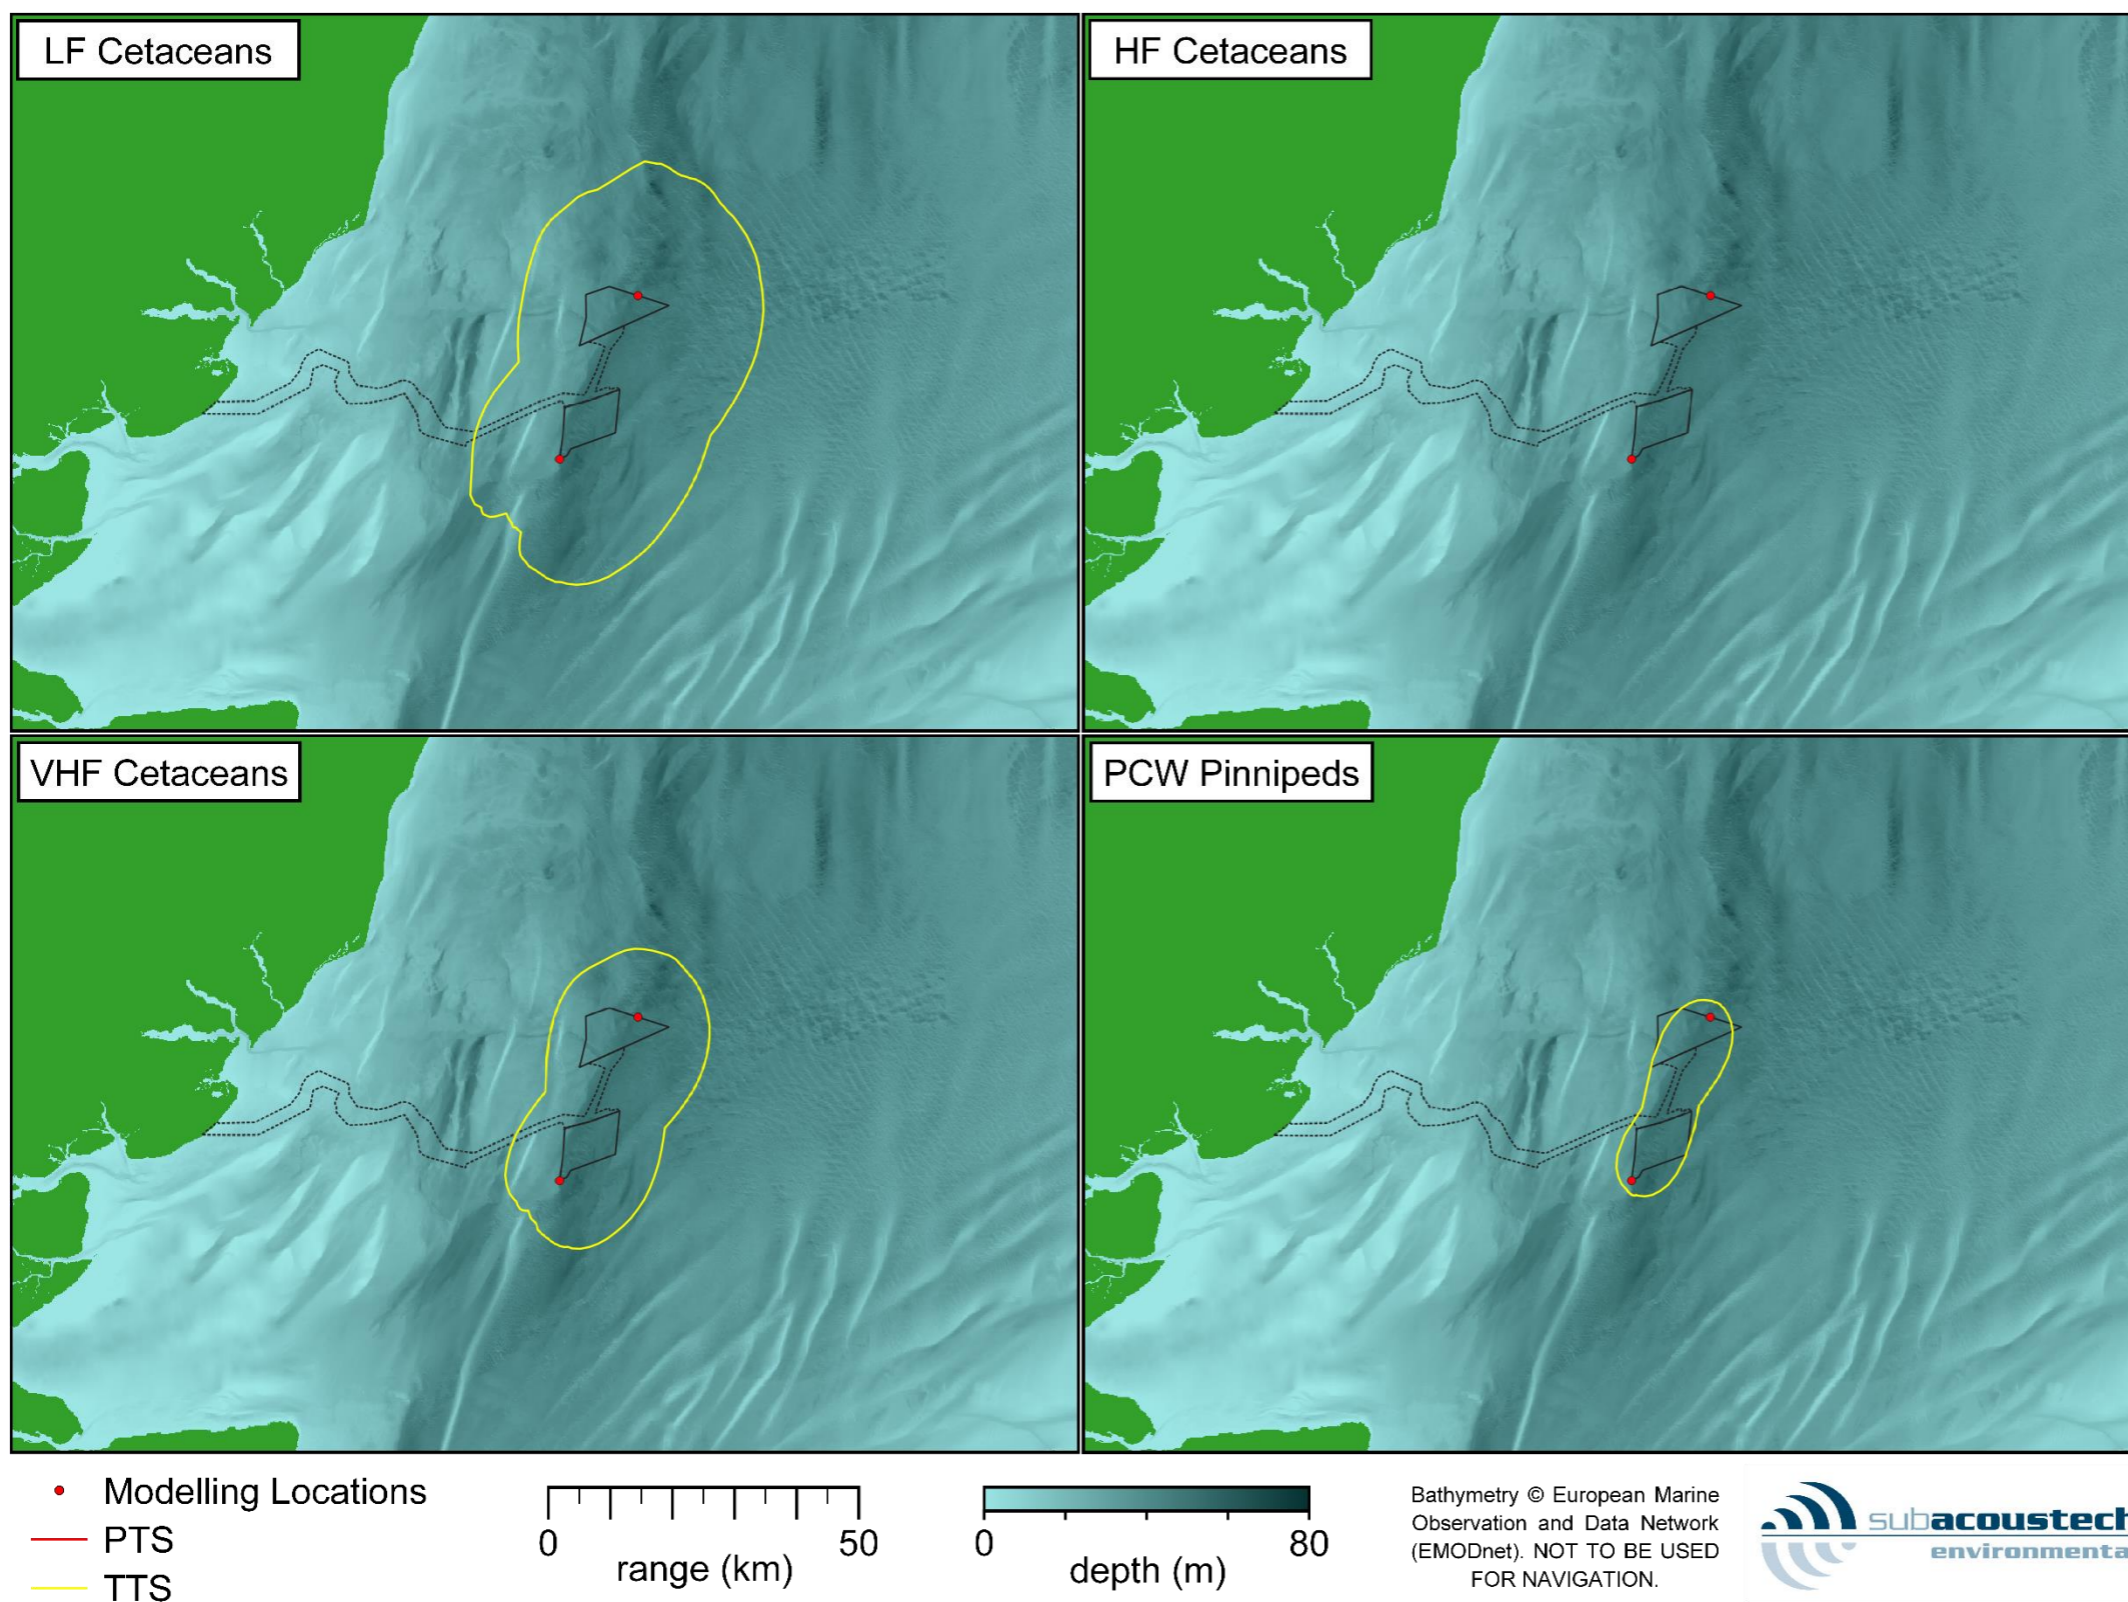 LF Cetaceans
HF Cetaceans
VHF Cetaceans
PCW Pinnipeds
Modelling Locations
PTS
TTS
0
50
range (km)
0
80
depth (m)
Bathymetry © European Marine
Observation and Data Network
(EMODnet). NOT TO BE USED
FOR NAVIGATION.
subacoustech
environmenta